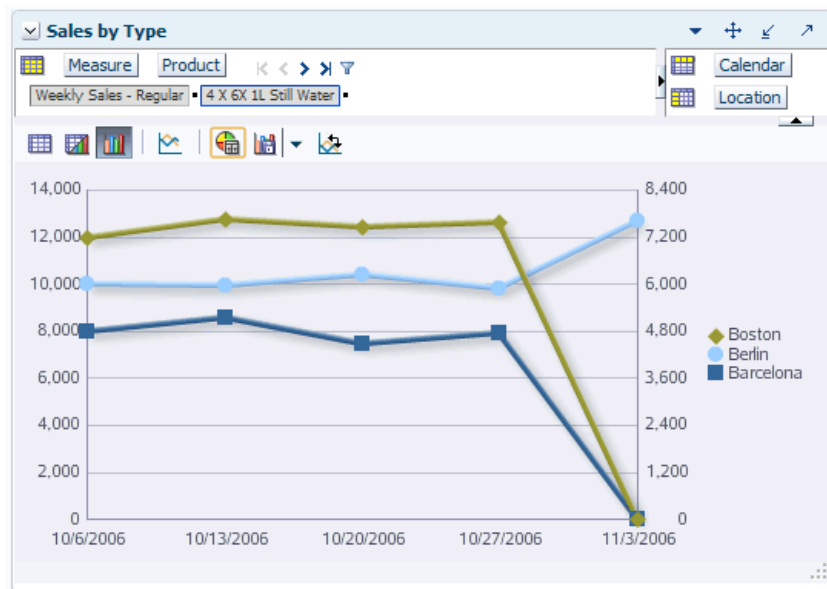 Sales by Type
Measure Product Calendar
Weekly Sales - Regular 4 X 6X 1L Still Water Location
14,000 8,400
12,000 7,200
10,000 6,000
8,000 4,800
6,000 3,600
4,000 2,400
2,000 1,200
0 0
10/6/2006 10/13/2006 10/20/2006 10/27/2006 11/3/2006
Boston
Berlin
Barcelona